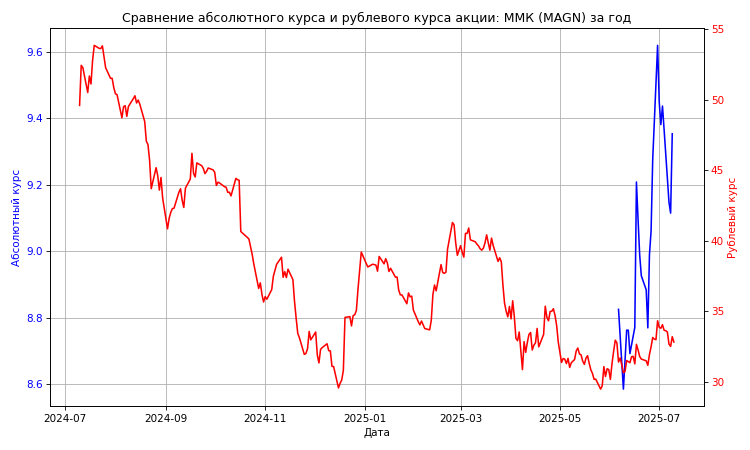 Сравнение абсолютного курса и рублевого курса акции: ММК (MAGN) за год
Абсолютный курс
9.6
9.4
9.2
9.0
8.8
8.6
55
50
45
40
35
30
Рублевый курс
2024-07 2024-09 2024-11 2025-01 2025-03 2025-05 2025-07
Дата